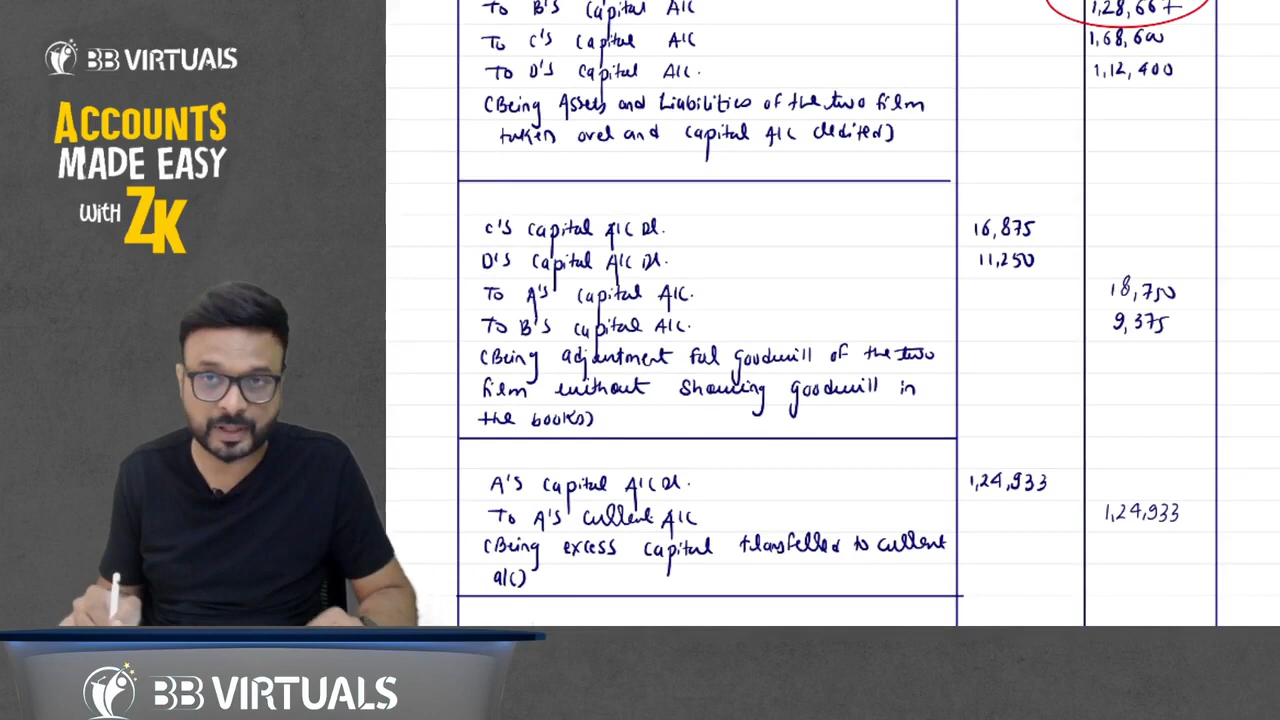 BB VIRTUALS
ACCOUNTS
MADE EASY
WITH ZK
To B's Capital A/C 1,28,667
To C's Capital A/C 1,68,600
To D's Capital A/C. 1,12,400
(Being Assets and Liabilities of the two firm
taken over and capital A/C credited)
C's Capital A/C Dr. 16,875
D's Capital A/C Dr. 11,250
To A's Capital A/C. 18,750
To B's capital A/C. 9,375
(Being adjustment for goodwill of the two
firm without showing goodwill in
the books)
A's Capital A/C Dr. 1,24,933
To A's Current A/C 1,24,933
(Being excess capital transferred to current
a/c)
BB VIRTUALS